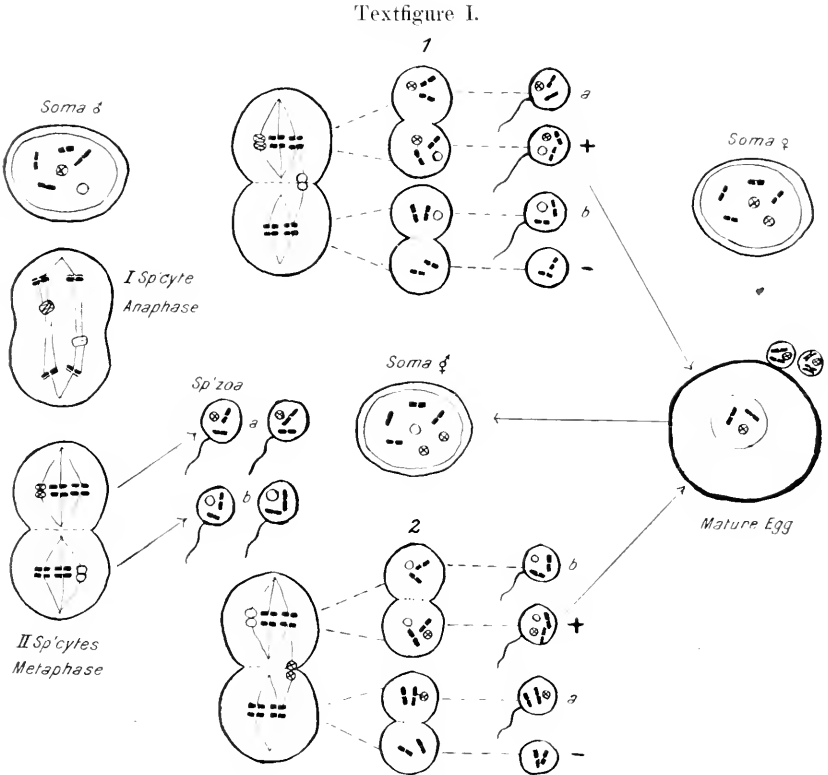 Textfigure I.
1
Soma ♂
a
+
Soma ♀
b
-
I Sp'cyte
Anaphase
Soma ⚥
Sp'zoa
a
b
Mature Egg
2
b
+
II Sp'cytes
Metaphase
a
-